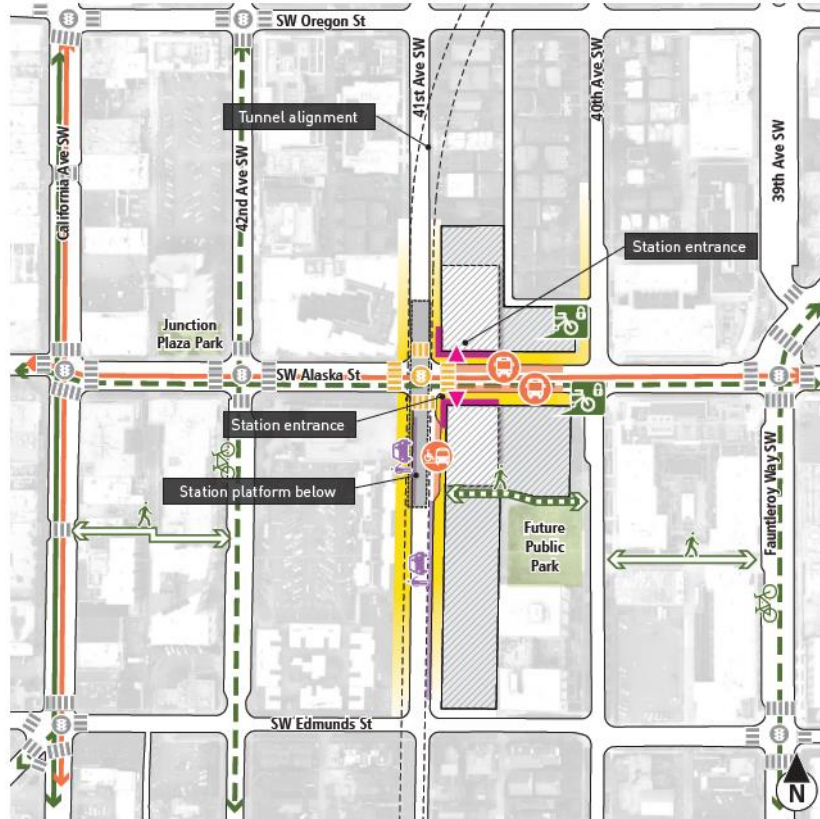 SW Oregon St
California Ave SW
42nd Ave SW
41st Ave SW
40th Ave SW
39th Ave SW
Tunnel alignment
Station entrance
Junction
Plaza Park
SW Alaska St
Station entrance
Station platform below
Future
Public
Park
Fauntleroy Way SW
SW Edmunds St
N